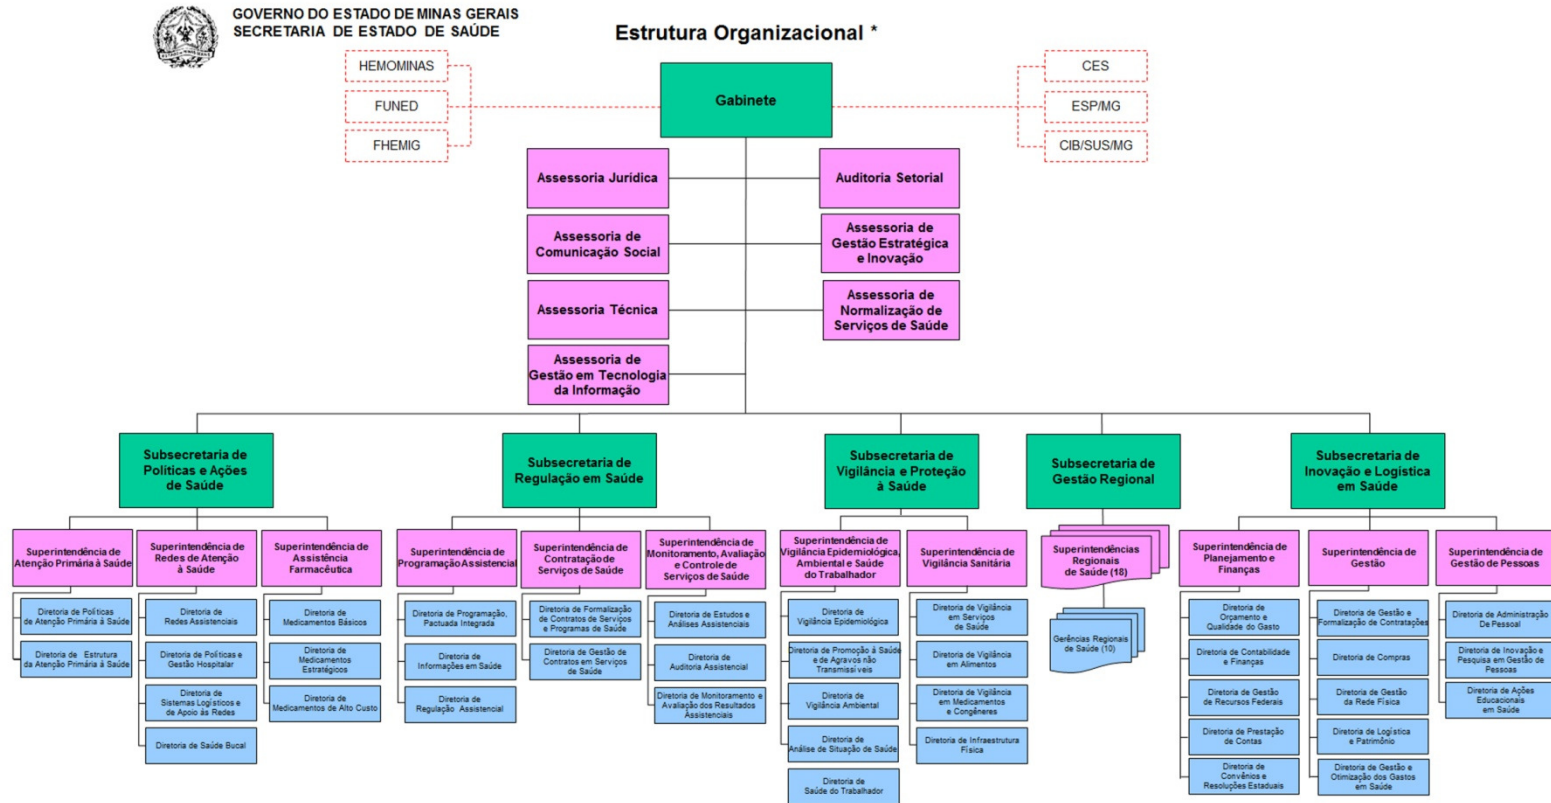 GOVERNO DO ESTADO DE MINAS GERAIS
SECRETARIA DE ESTADO DE SAÚDE
Estrutura Organizacional *
HEMOMINAS
FUNED
FHEMIG
Gabinete
CES
ESP/MG
CIB/SUS/MG
Assessoria Jurídica
Auditoria Setorial
Assessoria de
Comunicação Social
Assessoria de
Gestão Estratégica
e Inovação
Assessoria Técnica
Assessoria de
Normalização de
Serviços de Saúde
Assessoria de
Gestão em Tecnologia
da Informação
Subsecretaria de
Políticas e Ações
de Saúde
Subsecretaria de
Regulação em Saúde
Subsecretaria de
Vigilância e Proteção
à Saúde
Subsecretaria de
Gestão Regional
Subsecretaria de
Inovação e Logística
em Saúde
Superintendência de
Atenção Primária à Saúde
Superintendência de
Redes de Atenção
à Saúde
Superintendência de
Assistência
Farmacêutica
Superintendência de
Programação Assistencial
Superintendência de
Contratação de
Serviços de Saúde
Superintendência de
Monitoramento, Avaliação
e Controle de
Serviços de Saúde
Superintendência de
Vigilância Epidemiológica,
Ambiental e Saúde
do Trabalhador
Superintendência de
Vigilância Sanitária
Superintendências
Regionais
de Saúde (18)
Superintendência de
Planejamento e
Finanças
Superintendência de
Gestão
Superintendência de
Gestão de Pessoas
Diretoria de Políticas
de Atenção Primária á Saúde
Diretoria de Estrutura
da Atenção Primária á Saúde
Diretoria de
Redes Assistenciais
Diretoria de Políticas e
Gestão Hospitalar
Diretoria de
Sistemas Logísticos e
de Apoio ás Redes
Diretoria de Saúde Bucal
Diretoria de
Medicamentos Básicos
Diretoria de
Medicamentos
Estratégicos
Diretoria de
Medicamentos de Alto Custo
Diretoria de Programação,
Pactuada Integrada
Diretoria de
Informações em Saúde
Diretoria de
Regulação Assistencial
Diretoria de Formalização
de Contratos de Serviços
e Programas de Saúde
Diretoria de Gestão de
Contratos em Serviços
de Saúde
Diretoria de Estudos e
Análises Assistenciais
Diretoria de
Auditoria Assistencial
Diretoria de Monitoramento e
Avaliação dos Resultados
Assistenciais
Diretoria de
Vigilância Epidemiológica
Diretoria de Promoção á Saúde
e de Agravos não
Transmissíveis
Diretoria de
Vigilância Ambiental
Diretoria de
Análise de Situação de Saúde
Diretoria de
Saúde do Trabalhador
Diretoria de Vigilância
em Serviços
de Saúde
Diretoria de Vigilância
em Alimentos
Diretoria de Vigilância
em Medicamentos
e Congêneres
Diretoria de Infraestrutura
Física
Gerências Regionais
de Saúde (10)
Diretoria de
Orçamento e
Qualidade do Gasto
Diretoria de Contabilidade
e Finanças
Diretoria de Gestão
de Recursos Federais
Diretoria de Prestação
de Contas
Diretoria de
Convênios e
Resoluções Estaduais
Diretoria de Gestão e
Formalização de Contratações
Diretoria de Compras
Diretoria de Gestão
da Rede Física
Diretoria de Logística
e Patrimônio
Diretoria de Gestão e
Otimização dos Gastos
em Saúde
Diretoria de Administração
De Pessoal
Diretoria de Inovação e
Pesquisa em Gestão de
Pessoas
Diretoria de Ações
Educacionais
em Saúde